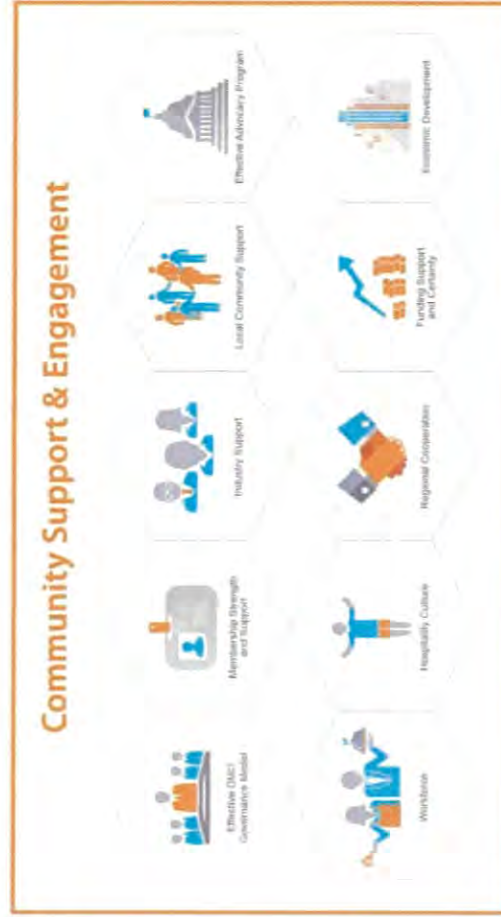 Community Support & Engagement
Effective
Governance Model
Membership Strength
and Support
Industry Support
Local Community Support
Effective Advocacy Program
Workforce
Hospitality Culture
Regional Cooperation
Funding Support
and Certainty
Economic Development